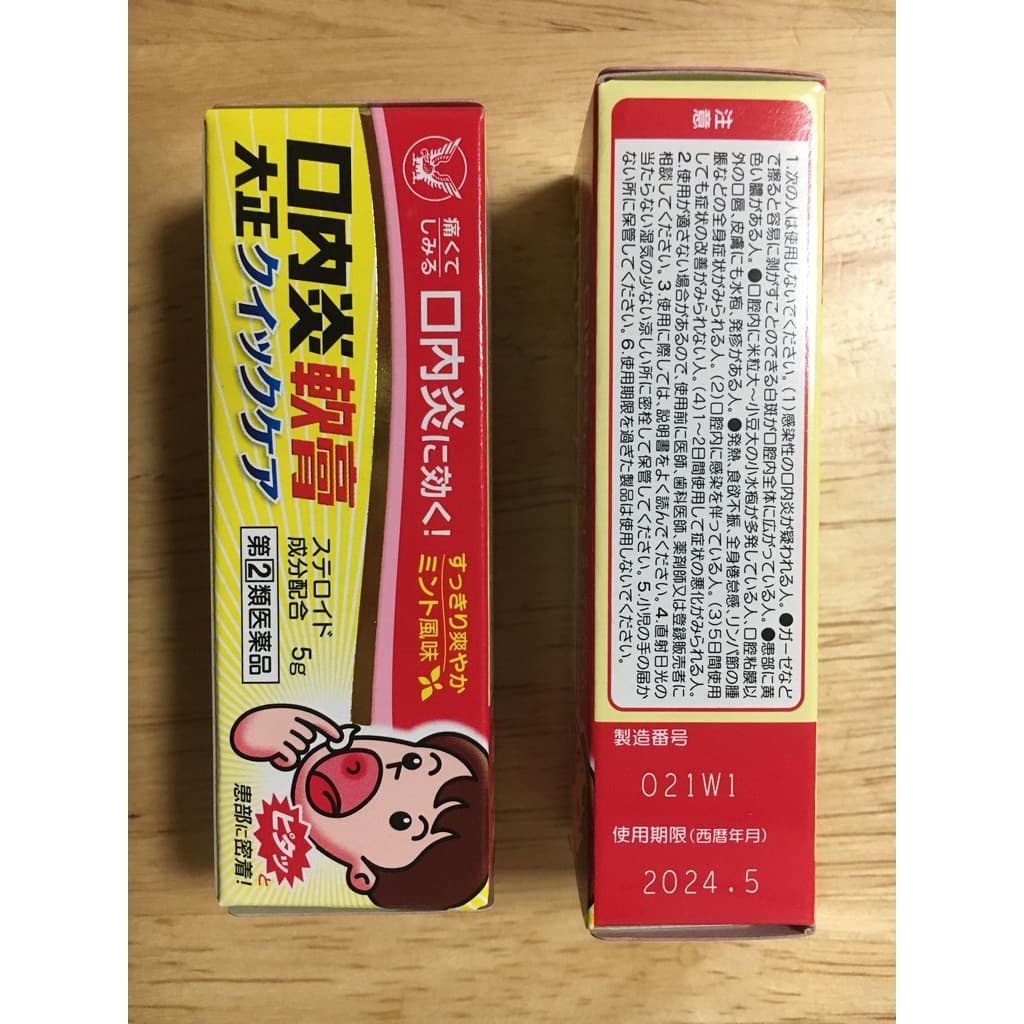 痛くて
しみる
口内炎に効く!
すっきり爽やか
ミント風味
口内炎軟膏
大正クイックケア
ステロイド
成分配合
5g
第②類医薬品
ピタッと
患部に密着!
注意
1.次の人は使用しないでください。(1)感染性の口内炎が疑われる人。●ガーゼなど
で擦ると容易に剥がすことのできる白斑が口腔内全体に広がっている人。●患部に黄
色い膿がある人。●口腔内に米粒大〜小豆大の小水疱が多発している人、口腔粘膜以
外の口唇、皮膚にも水疱、発疹がある人。●発熱、食欲不振、全身倦怠感、リンパ節の腫
脹などの全身症状がみられる人。(2)口腔内に感染を伴っている人。(3)5日間使用
しても症状の改善がみられない人。(4)1〜2日間使用して症状の悪化がみられる人。
2.使用が適さない場合があるので、使用前に医師、歯科医師、薬剤師又は登録販売者に
相談してください。3.使用に際しては、説明書をよく読んでください。4.直射日光の
当たらない湿気の少ない涼しい所に密栓して保管してください。5.小児の手の届か
ない所に保管してください。6.使用期限を過ぎた製品は使用しないでください。
製造番号
021W1
使用期限(西暦年月)
2024.5